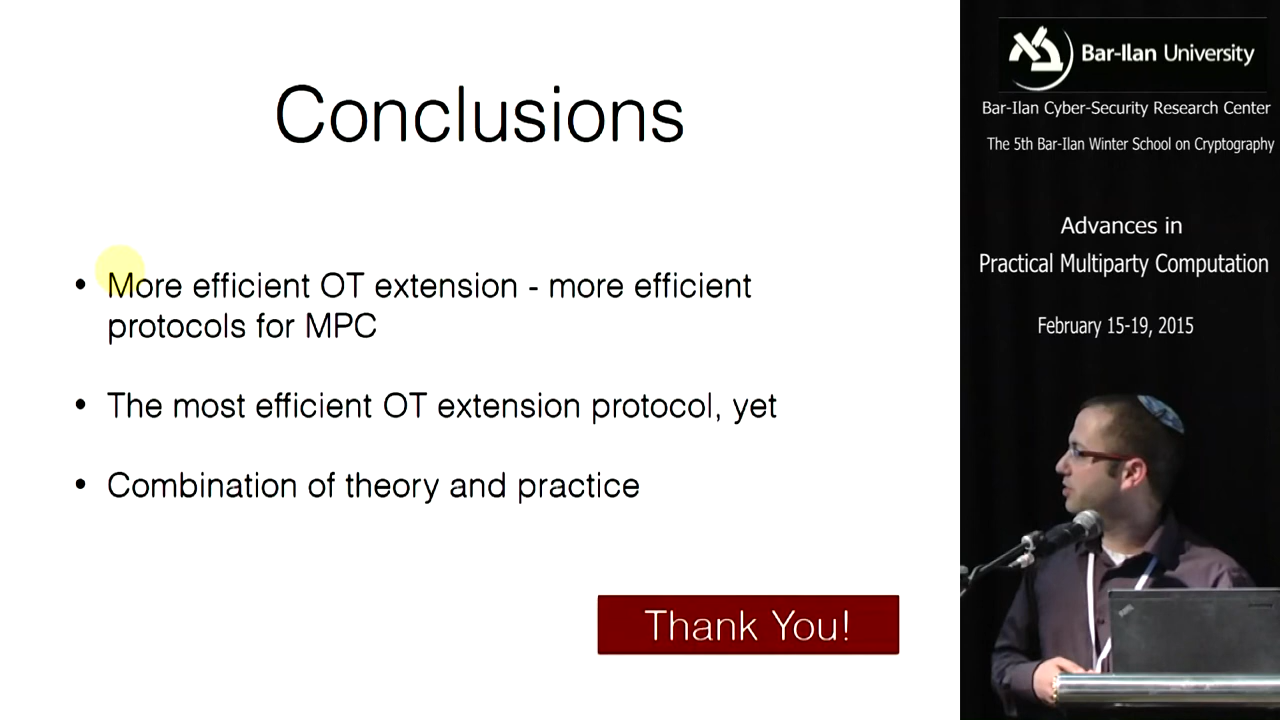 Conclusions
• More efficient OT extension - more efficient
protocols for MPC
• The most efficient OT extension protocol, yet
• Combination of theory and practice
Thank You!
Bar-Ilan University
Bar-Ilan Cyber-Security Research Center
The 5th Bar-Ilan Winter School on Cryptography
Advances in
Practical Multiparty Computation
February 15-19, 2015